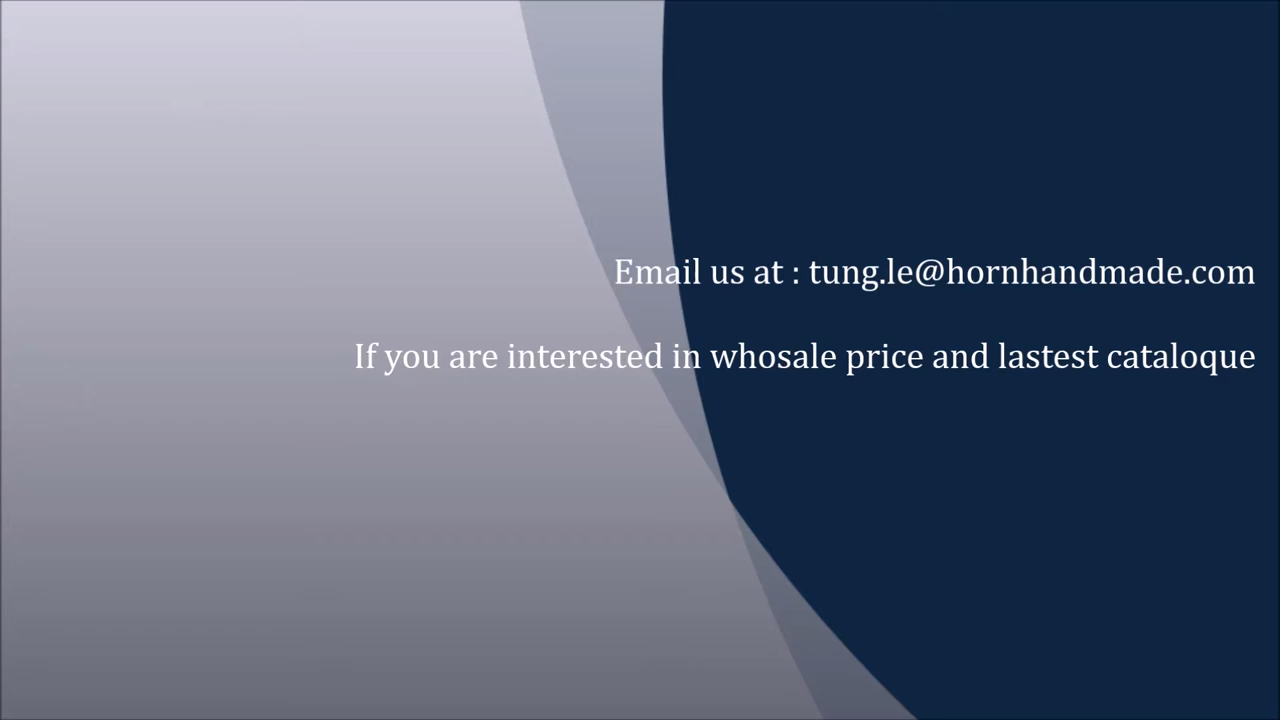 Email us at : tung.le@hornhandmade.com
If you are interested in whosale price and lastest cataloque